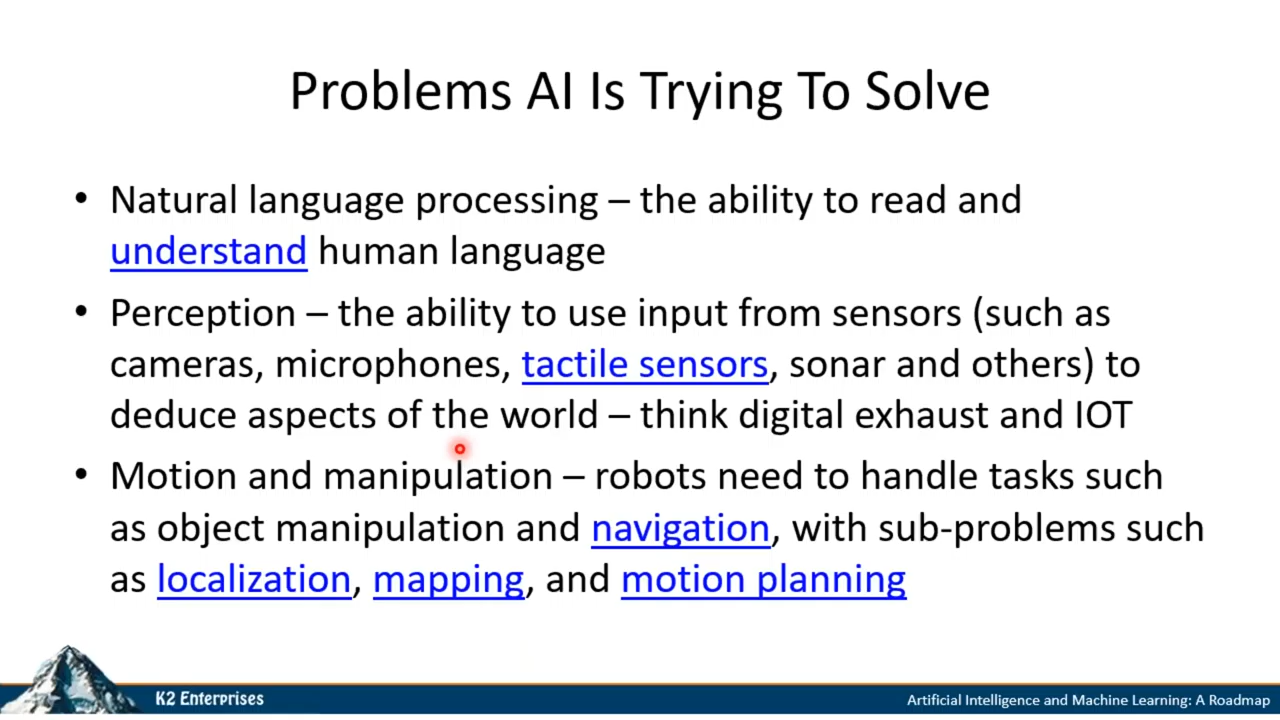 Problems AI Is Trying To Solve
• Natural language processing – the ability to read and
understand human language
• Perception – the ability to use input from sensors (such as
cameras, microphones, tactile sensors, sonar and others) to
deduce aspects of the world – think digital exhaust and IOT
• Motion and manipulation – robots need to handle tasks such
as object manipulation and navigation, with sub-problems such
as localization, mapping, and motion planning
K2 Enterprises
Artificial Intelligence and Machine Learning: A Roadmap